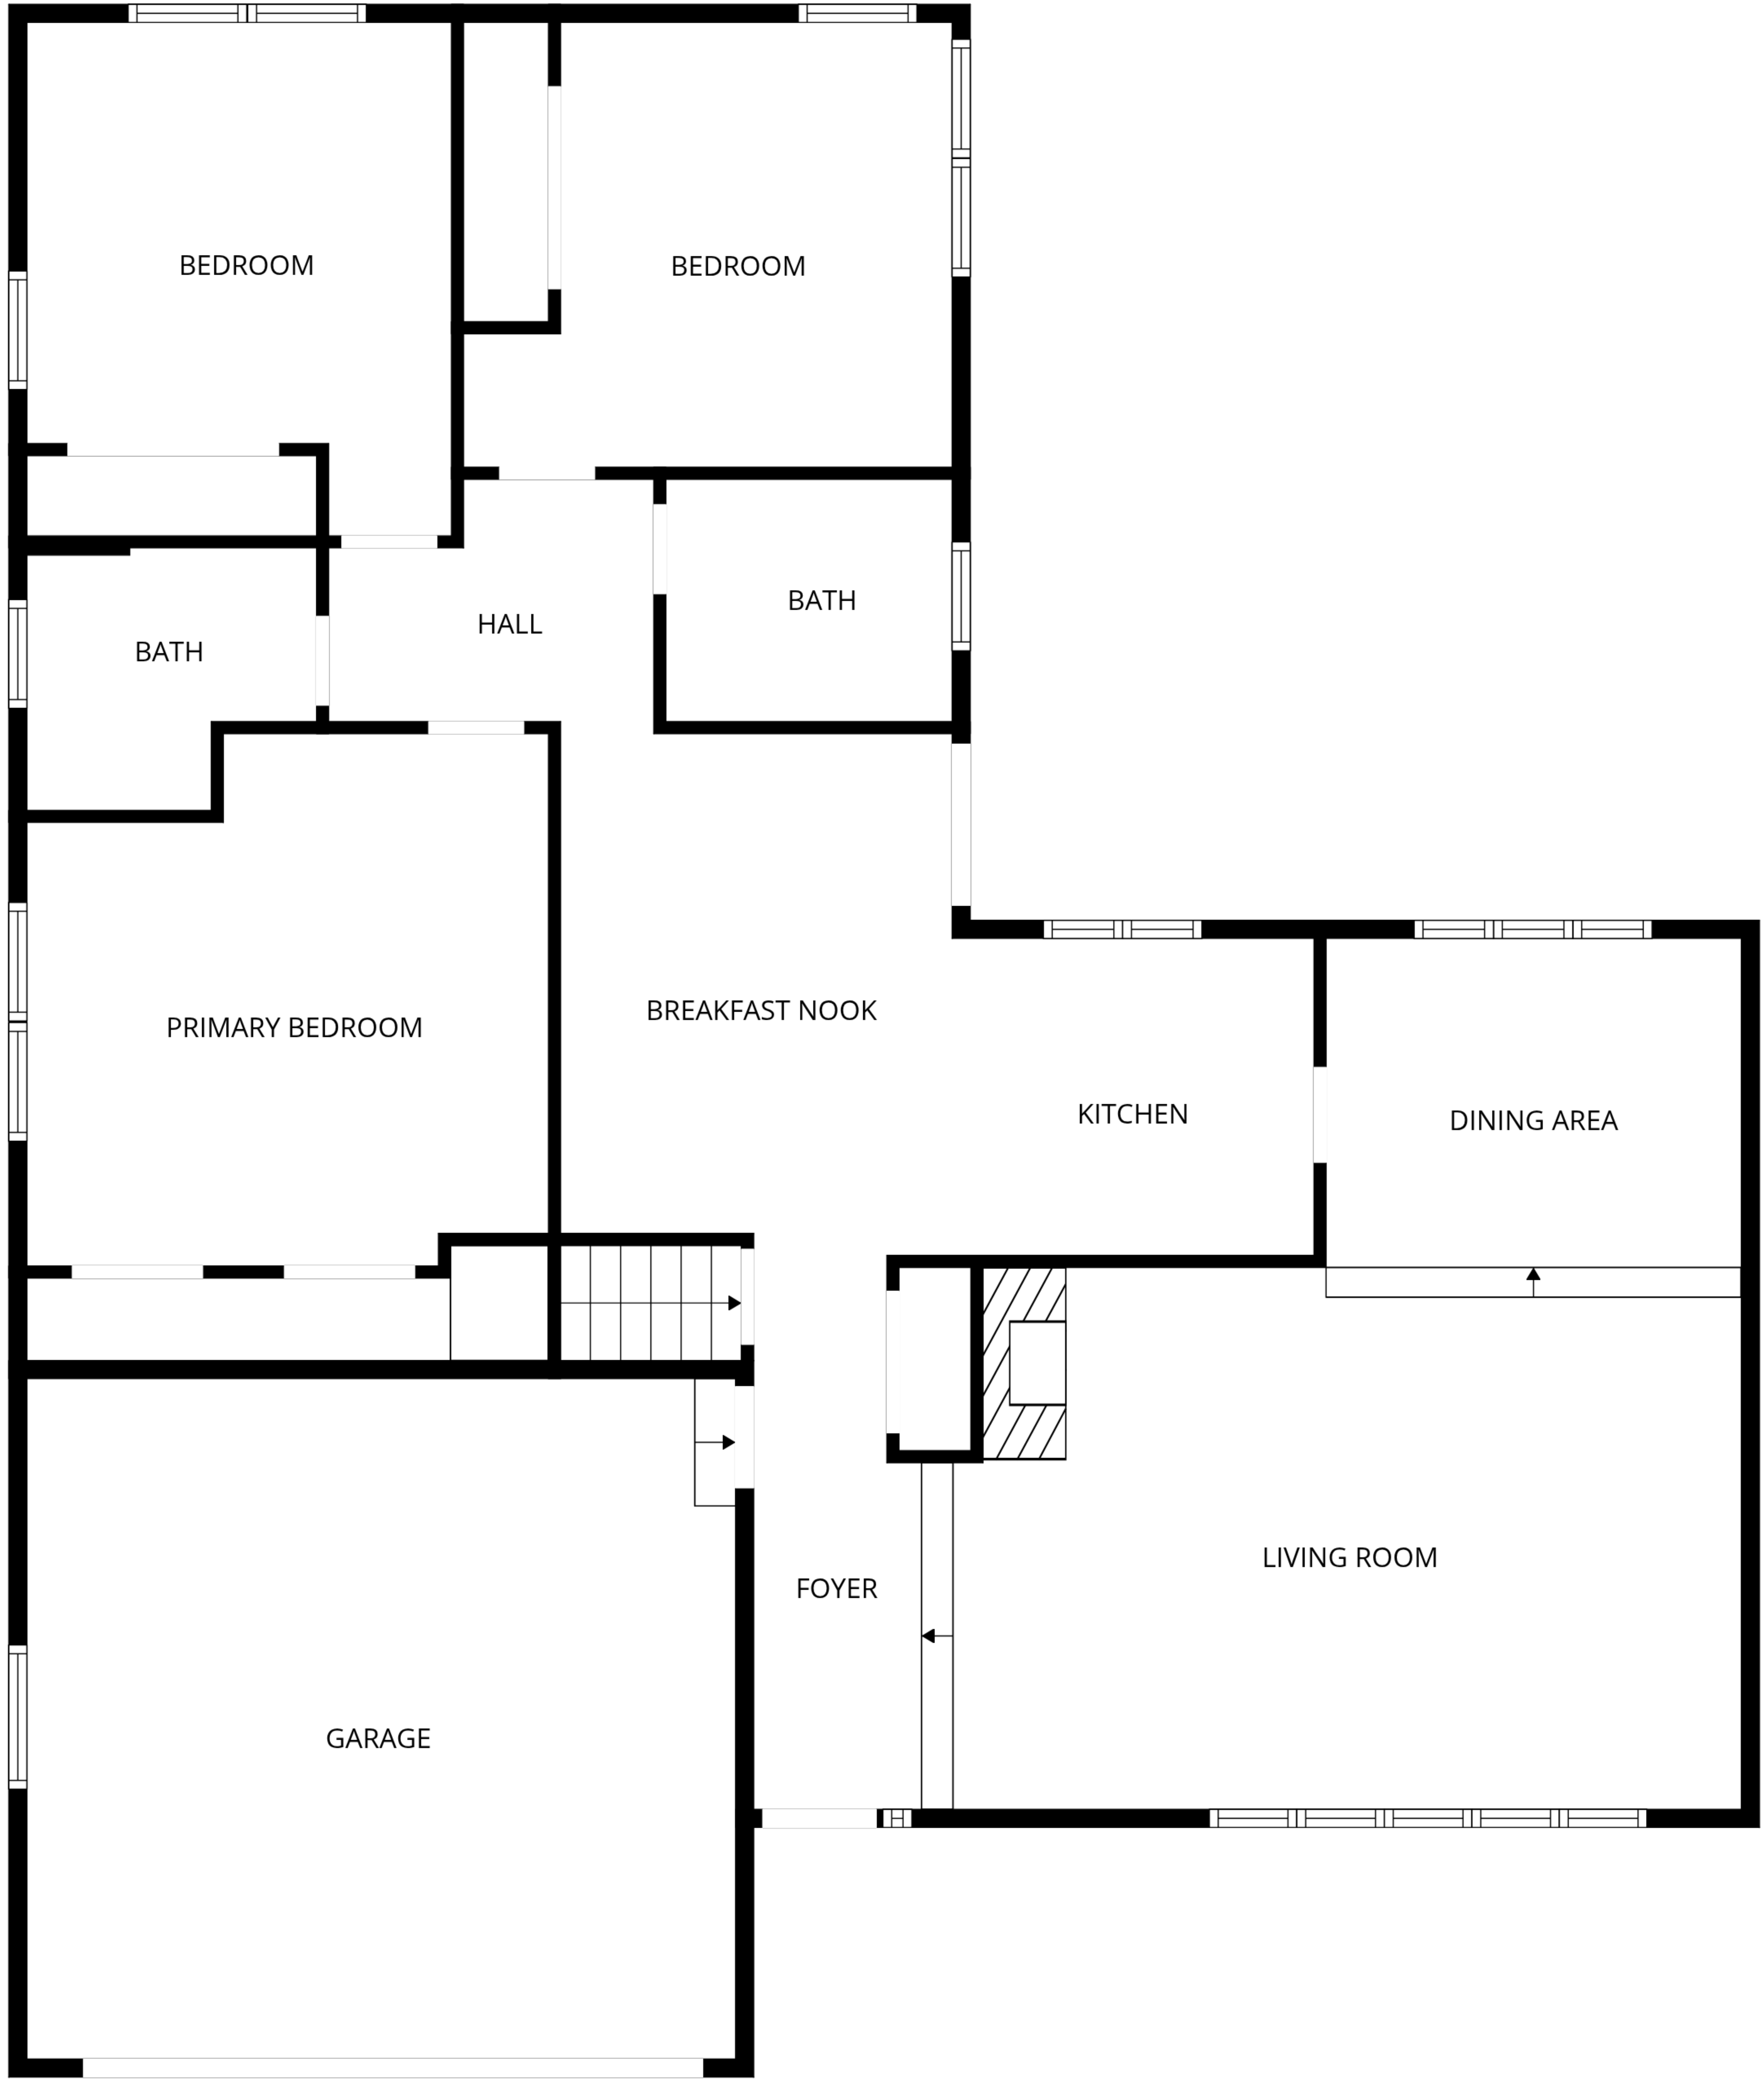 BEDROOM
BEDROOM
BATH
HALL
BATH
BREAKFAST NOOK
PRIMARY BEDROOM
KITCHEN
DINING AREA
LIVING ROOM
FOYER
GARAGE